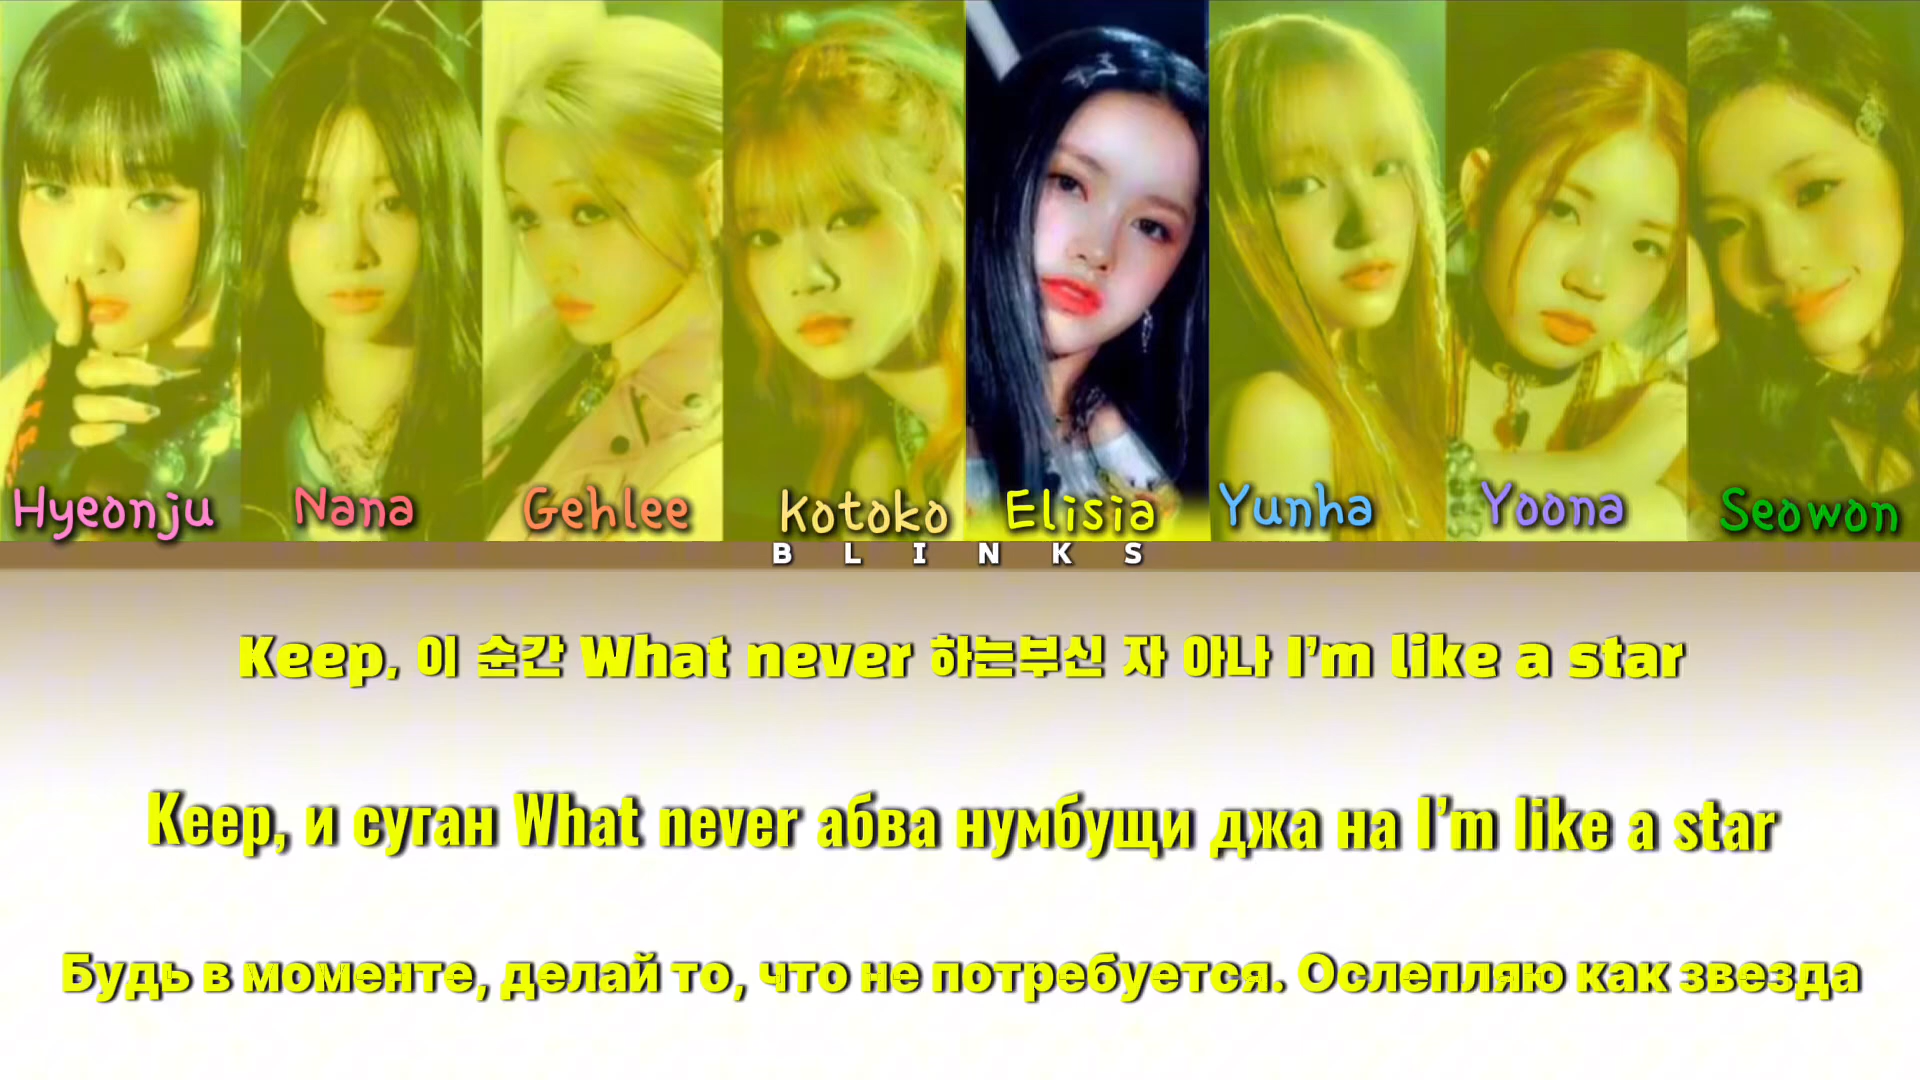 Hyeonju Nana Gehlee Kotoko Elisia Yunha Yoona Seowon
BLINKS
Keep, 이 순간 What never 하는부신 자 아나 I'm like a star
Keep, и суган What never абва нумбущи джа на I'm like a star
Будь в моменте, делай то, что не потребуется. Ослепляю как звезда